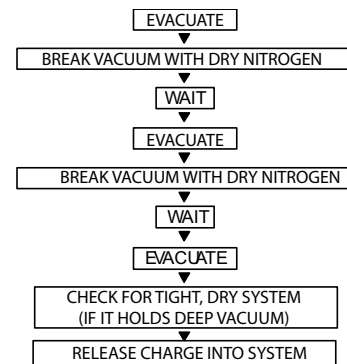 EVACUATE
BREAK VACUUM WITH DRY NITROGEN
WAIT
EVACUATE
BREAK VACUUM WITH DRY NITROGEN
WAIT
EVACUATE
CHECK FOR TIGHT, DRY SYSTEM
(IF IT HOLDS DEEP VACUUM)
RELEASE CHARGE INTO SYSTEM